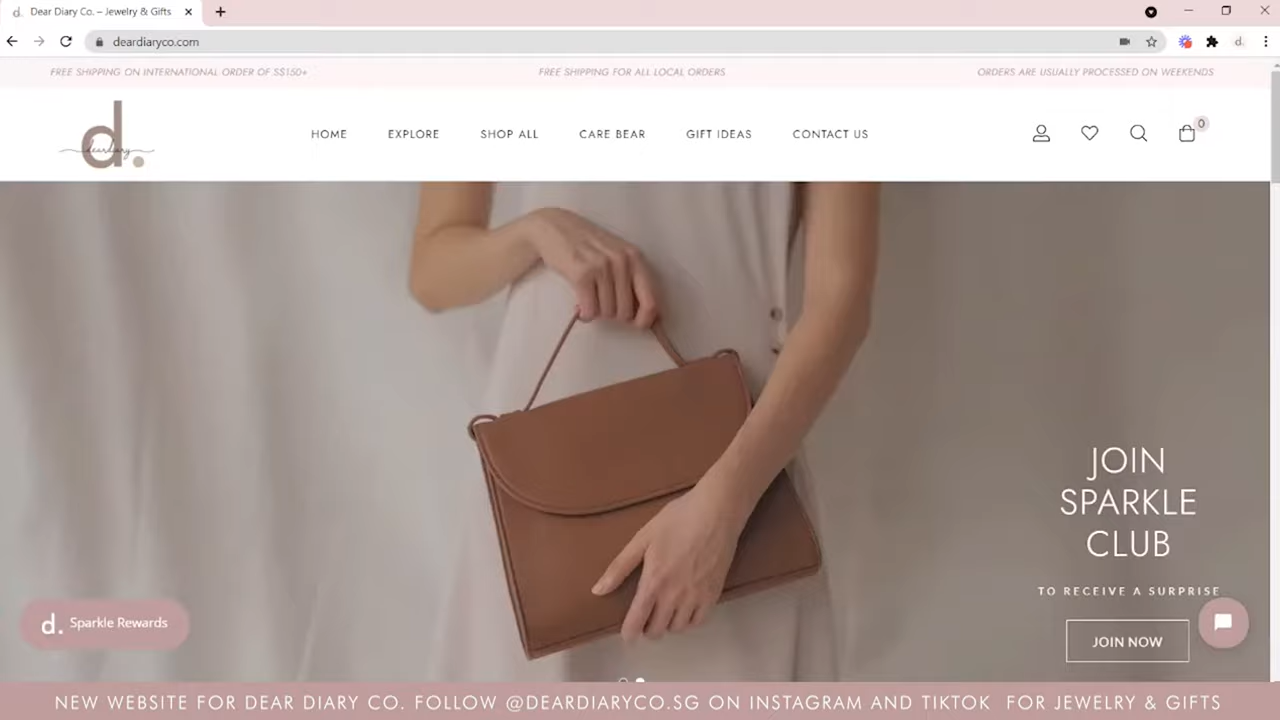 d. Dear Diary Co. – Jewelry & Gifts
deardiaryco.com
d.
FREE SHIPPING ON INTERNATIONAL ORDER OF S$150+
FREE SHIPPING FOR ALL LOCAL ORDERS
ORDERS ARE USUALLY PROCESSED ON WEEKENDS
d.
deardiary
HOME
EXPLORE
SHOP ALL
CARE BEAR
GIFT IDEAS
CONTACT US
0
JOIN
SPARKLE
CLUB
TO RECEIVE A SURPRISE
JOIN NOW
d. Sparkle Rewards
NEW WEBSITE FOR DEAR DIARY CO. FOLLOW @DEARDIARYCO.SG ON INSTAGRAM AND TIKTOK FOR JEWELRY & GIFTS